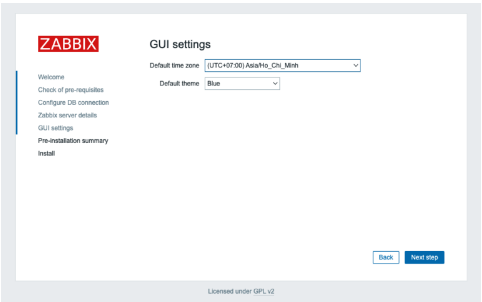 ZABBIX
GUI settings
Default time zone (UTC+07:00) Asia/Ho_Chi_Minh
Default theme Blue
Welcome
Check of pre-requisites
Configure DB connection
Zabbix server details
GUI settings
Pre-installation summary
Install
Back Next step
Licensed under GPL v2